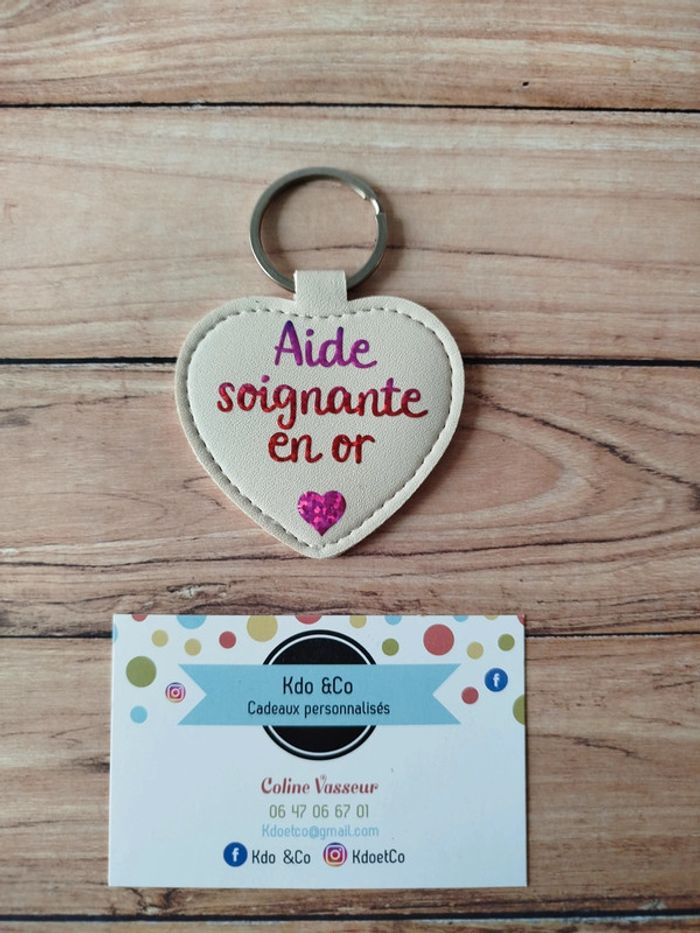 Aide
soignante
en or
Kdo &Co
Cadeaux personnalisés
Coline Vasseur
06 47 06 67 01
Kdoetco@gmail.com
Kdo &Co KdoetCo